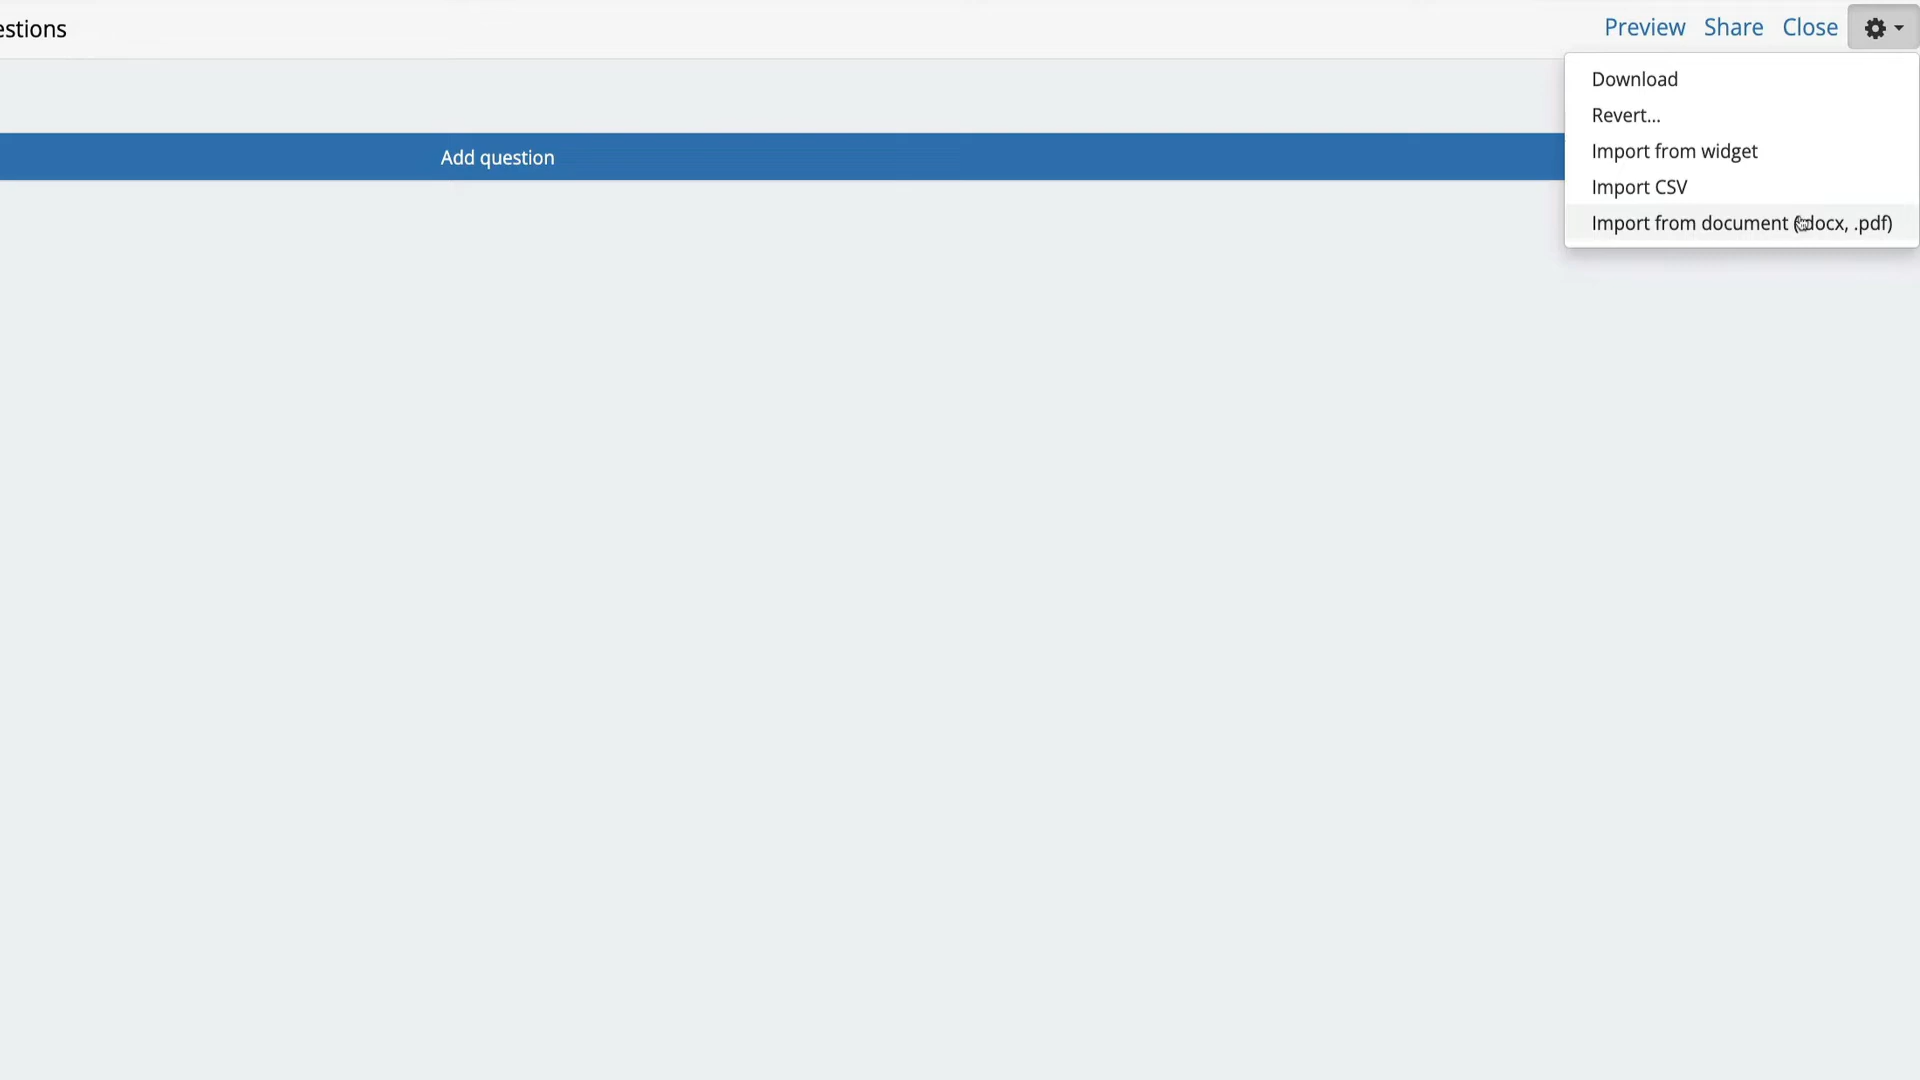 estions
Preview Share Close
Download
Revert...
Import from widget
Add question
Import CSV
Import from document (.docx, .pdf)